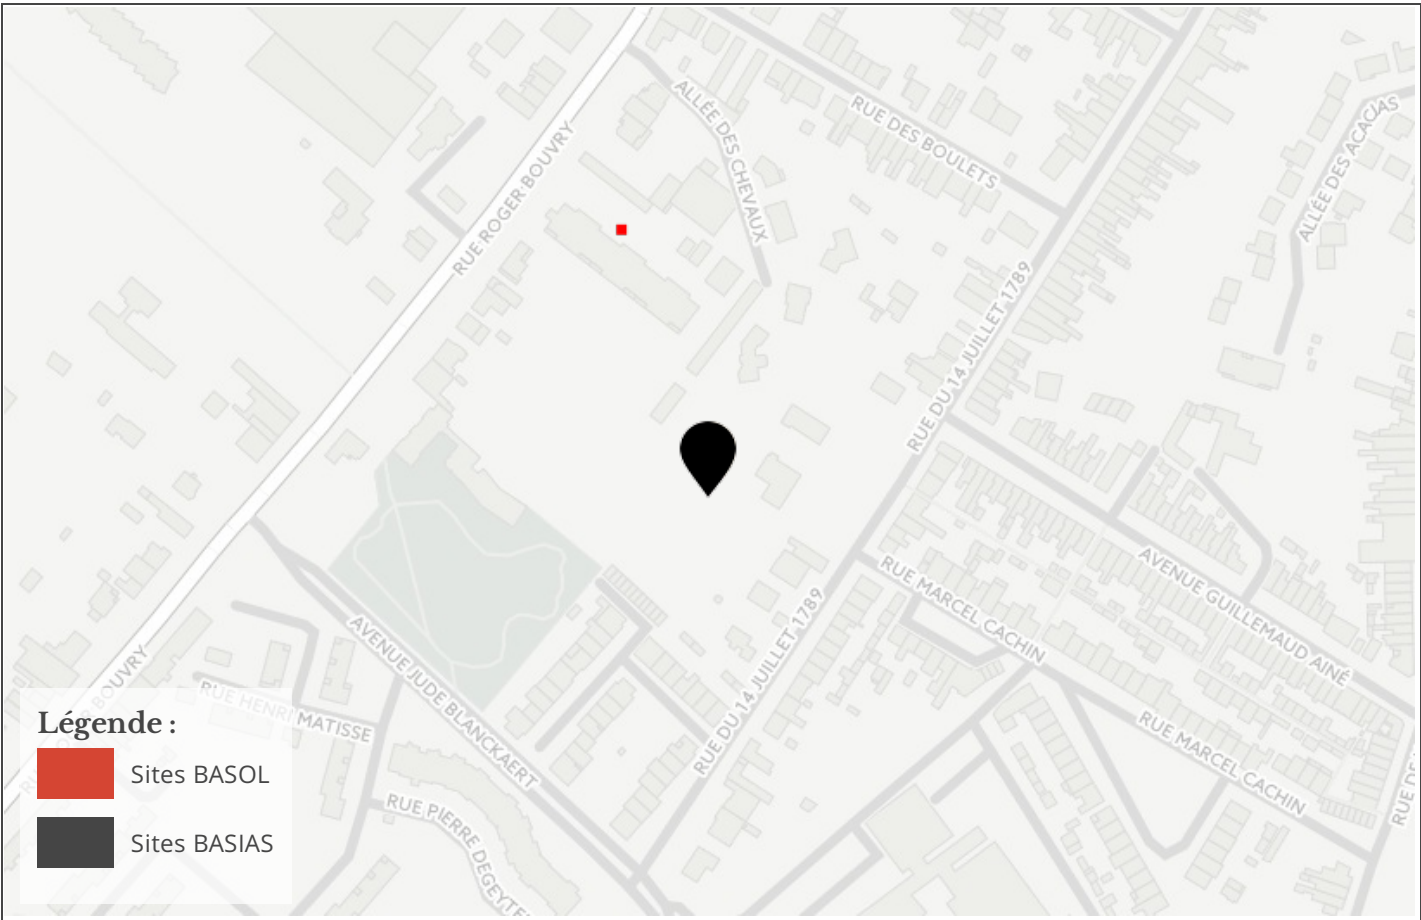 ALLÉE DES CHEVAUX
RUE DES BOULETS
ALLÉE DES ACACIAS
RUE ROGER BOUVRY
RUE DU 14 JUILLET 1789
AVENUE GUILLEMAUD AINÉ
RUE MARCEL CACHIN
RUE DU 14 JUILLET 1789
AVENUE JUDE BLANCKAERT
BOUVRY
RUE HENRI MATISSE
RUE MARCEL CACHIN
RUE PIERRE DEGEYTE
Légende :
Sites BASOL
Sites BASIAS